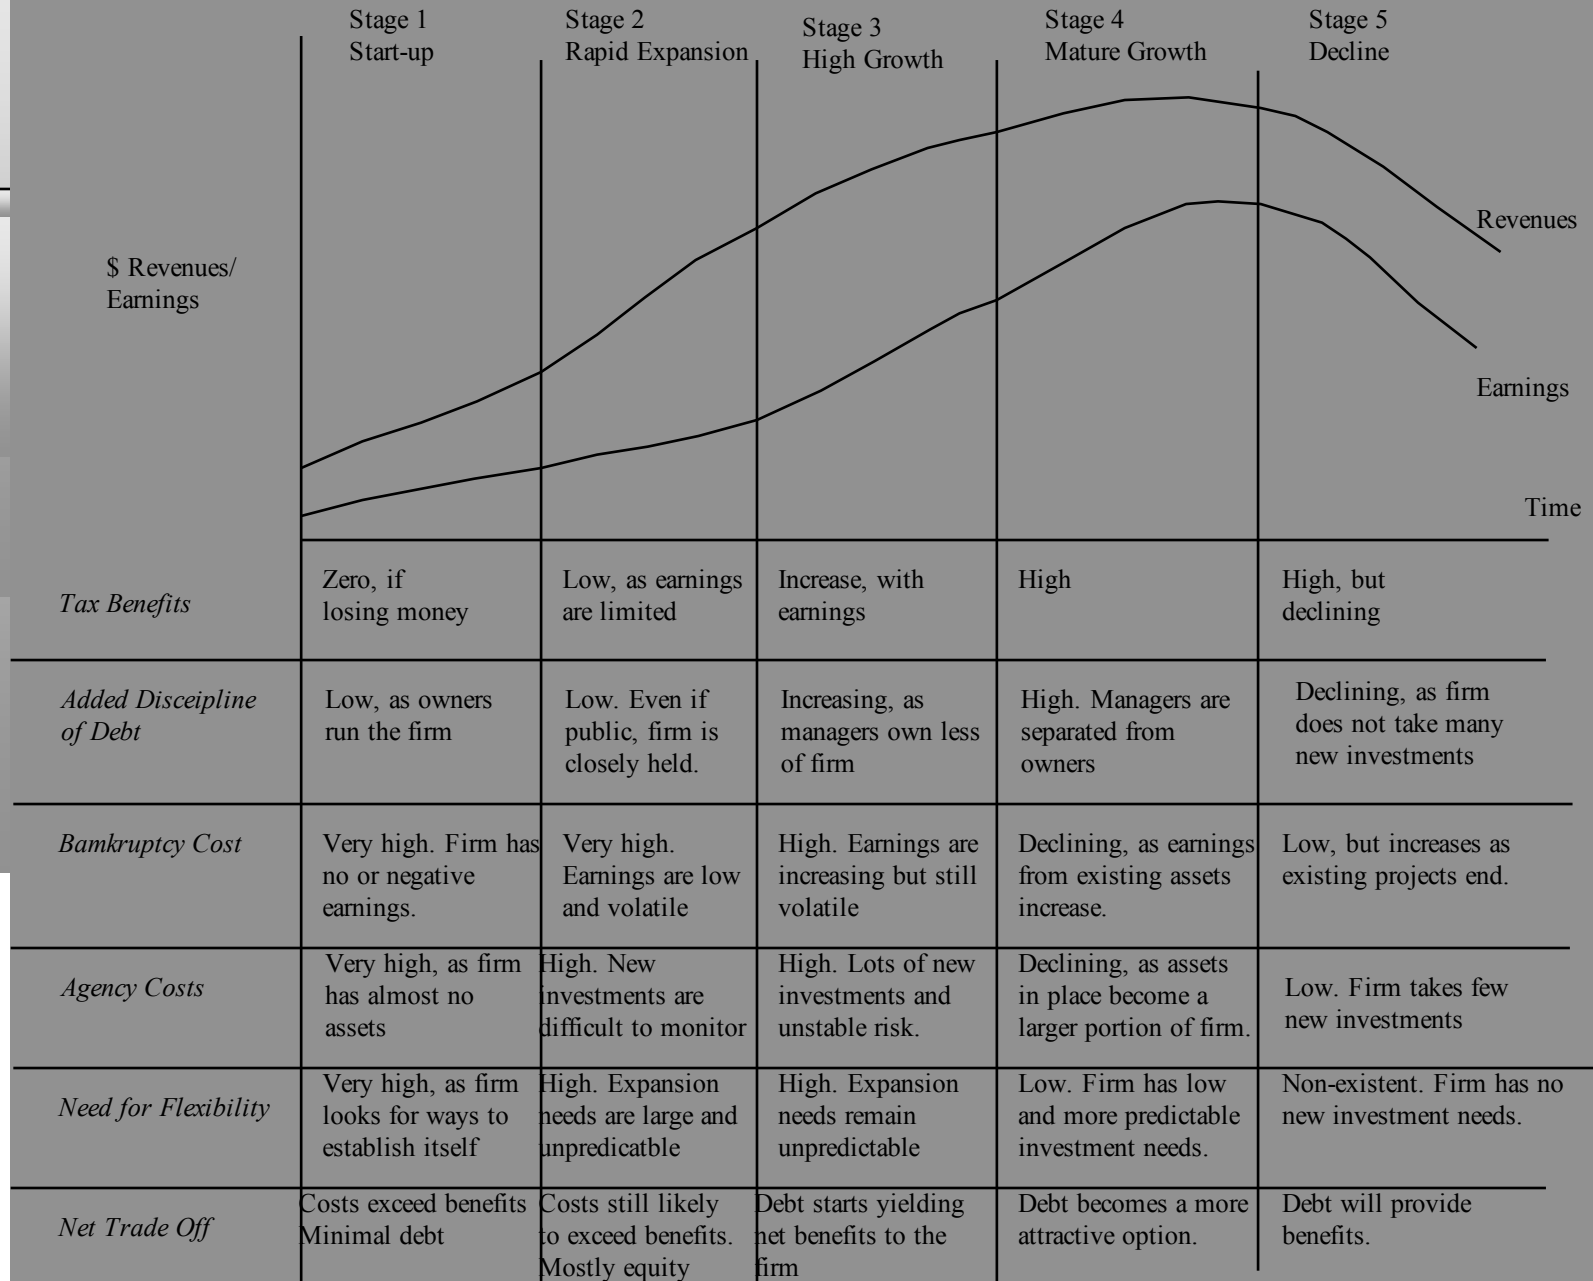 Stage 1
Start-up
Stage 2
Rapid Expansion
Stage 3
High Growth
Stage 4
Mature Growth
Stage 5
Decline
$ Revenues/
Earnings
Revenues
Earnings
Time
Tax Benefits
Zero, if
losing money
Low, as earnings
are limited
Increase, with
earnings
High
High, but
declining
Added Disceipline
of Debt
Low, as owners
run the firm
Low. Even if
public, firm is
closely held.
Increasing, as
managers own less
of firm
High. Managers are
separated from
owners
Declining, as firm
does not take many
new investments
Bamkruptcy Cost
Very high. Firm has
no or negative
earnings.
Very high.
Earnings are low
and volatile
High. Earnings are
increasing but still
volatile
Declining, as earnings
from existing assets
increase.
Low, but increases as
existing projects end.
Agency Costs
Very high, as firm
has almost no
assets
High. New
investments are
difficult to monitor
High. Lots of new
investments and
unstable risk.
Declining, as assets
in place become a
larger portion of firm.
Low. Firm takes few
new investments
Need for Flexibility
Very high, as firm
looks for ways to
establish itself
High. Expansion
needs are large and
unpredicatble
High. Expansion
needs remain
unpredictable
Low. Firm has low
and more predictable
investment needs.
Non-existent. Firm has no
new investment needs.
Net Trade Off
Costs exceed benefits
Minimal debt
Costs still likely
to exceed benefits.
Mostly equity
Debt starts yielding
net benefits to the
firm
Debt becomes a more
attractive option.
Debt will provide
benefits.